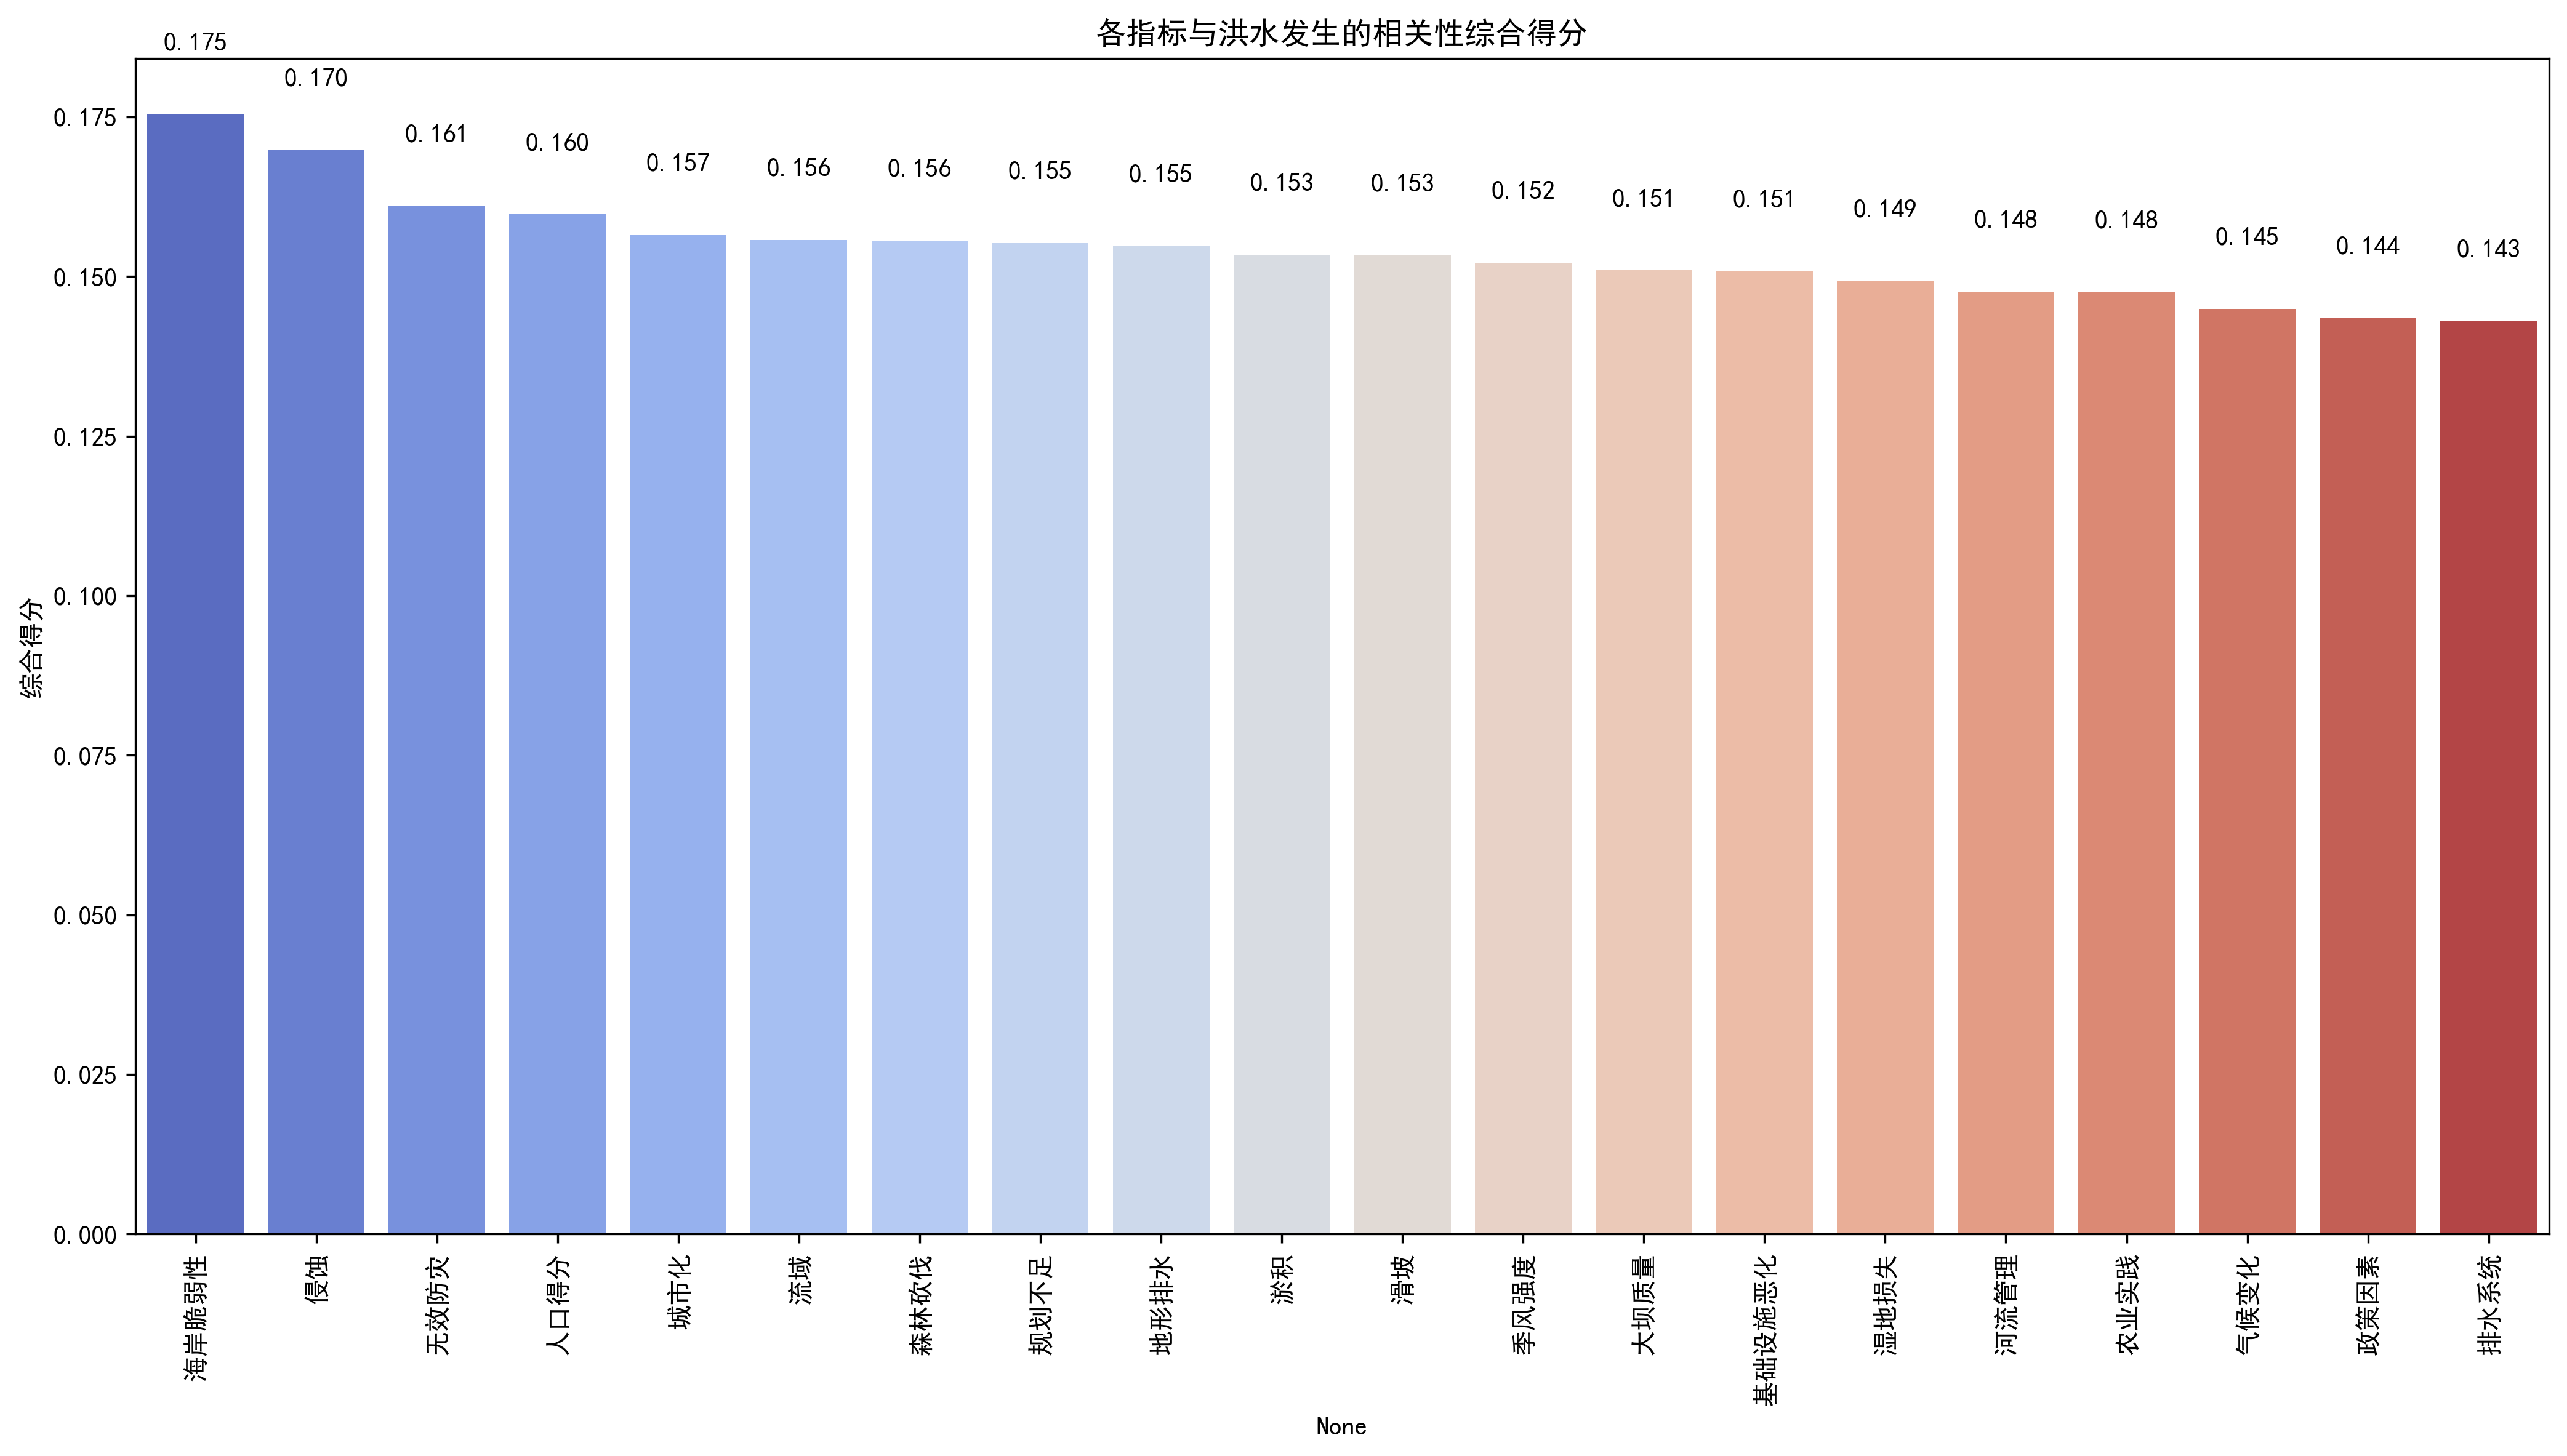 各指标与洪水发生的相关性综合得分
0.175
0.170
0.161
0.160
0.157
0.156
0.156
0.155
0.155
0.153
0.153
0.152
0.151
0.151
0.149
0.148
0.148
0.145
0.144
0.143
综合得分
0.175
0.150
0.125
0.100
0.075
0.050
0.025
0.000
海岸脆弱性
侵蚀
无效防灾
人口得分
城市化
流域
森林砍伐
规划不足
地形排水
淤积
滑坡
季风强度
大坝质量
基础设施恶化
湿地损失
河流管理
农业实践
气候变化
政策因素
排水系统
None